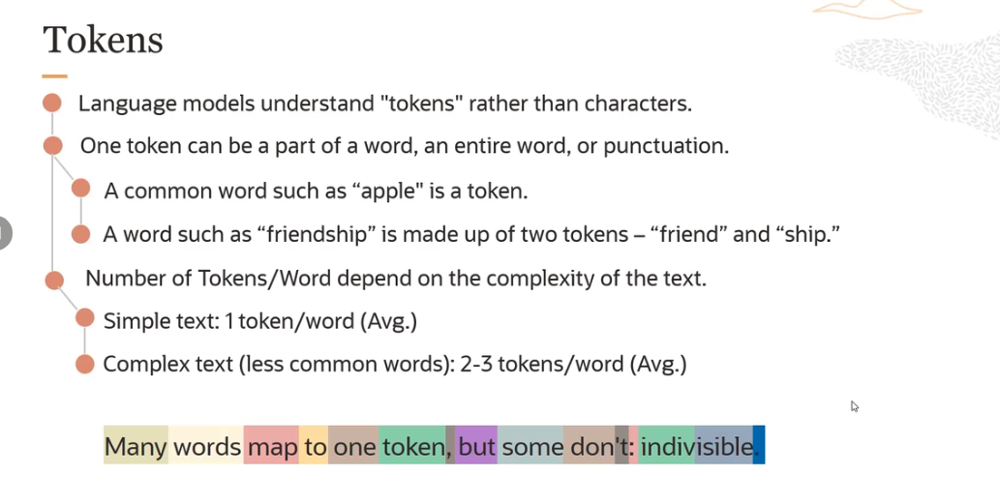 Tokens
Language models understand "tokens" rather than characters.
One token can be a part of a word, an entire word, or punctuation.
A common word such as “apple" is a token.
A word such as “friendship” is made up of two tokens – “friend” and “ship.”
Number of Tokens/Word depend on the complexity of the text.
Simple text: 1 token/word (Avg.)
Complex text (less common words): 2-3 tokens/word (Avg.)
Many words map to one token, but some don't: indivisible.